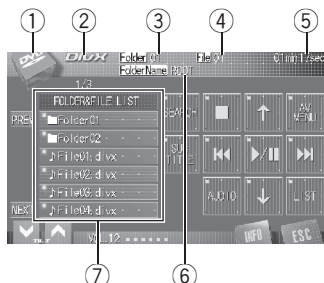 ① ② ③ ④ ⑤
DVD DivX Folder 01 File 01 01min17sec
FolderName ROOT
1/3
FOLDER&FILE LIST
Folder01
Folder02
♪File01.divx
♪File02.divx
♪File03.divx
♪File04.divx
PREV
NEXT
SEARCH
SUB TITLE
AUDIO
AV MENU
LIST
TILT
VOL.12
INFO ESC
⑦ ⑥